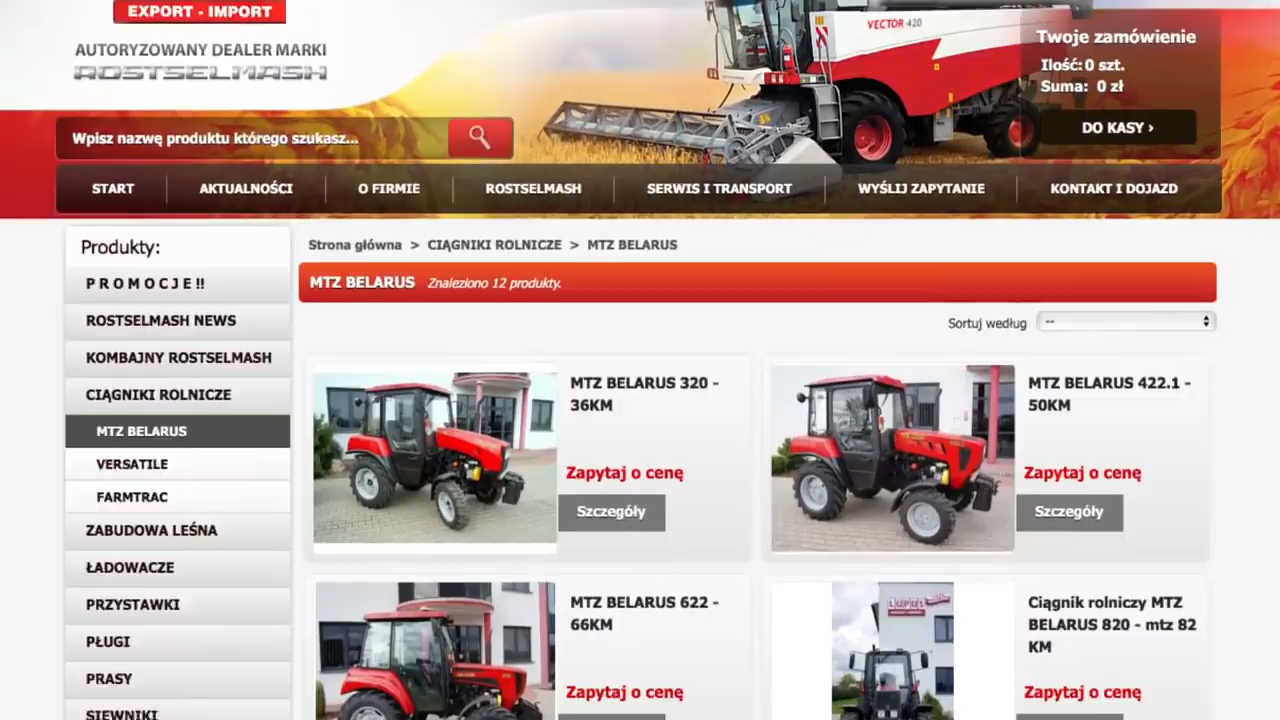 EXPORT - IMPORT
AUTORYZOWANY DEALER MARKI
ROSTSELMASH
VECTOR 420
Twoje zamówienie
Ilość: 0 szt.
Suma: 0 zł
DO KASY ›
Wpisz nazwę produktu którego szukasz...
START AKTUALNOŚCI O FIRMIE ROSTSELMASH SERWIS I TRANSPORT WYŚLIJ ZAPYTANIE KONTAKT I DOJAZD
Produkty:
P R O M O C J E !!
ROSTSELMASH NEWS
KOMBAJNY ROSTSELMASH
CIĄGNIKI ROLNICZE
MTZ BELARUS
VERSATILE
FARMTRAC
ZABUDOWA LEŚNA
ŁADOWACZE
PRZYSTAWKI
PŁUGI
PRASY
SIEWNIKI
Strona główna > CIĄGNIKI ROLNICZE > MTZ BELARUS
MTZ BELARUS Znaleziono 12 produkty.
Sortuj według --
MTZ BELARUS 320 -
36KM
Zapytaj o cenę
Szczegóły
MTZ BELARUS 422.1 -
50KM
Zapytaj o cenę
Szczegóły
MTZ BELARUS 622 -
66KM
Zapytaj o cenę
LUPUS
Ciągnik rolniczy MTZ
BELARUS 820 - mtz 82
KM
Zapytaj o cenę